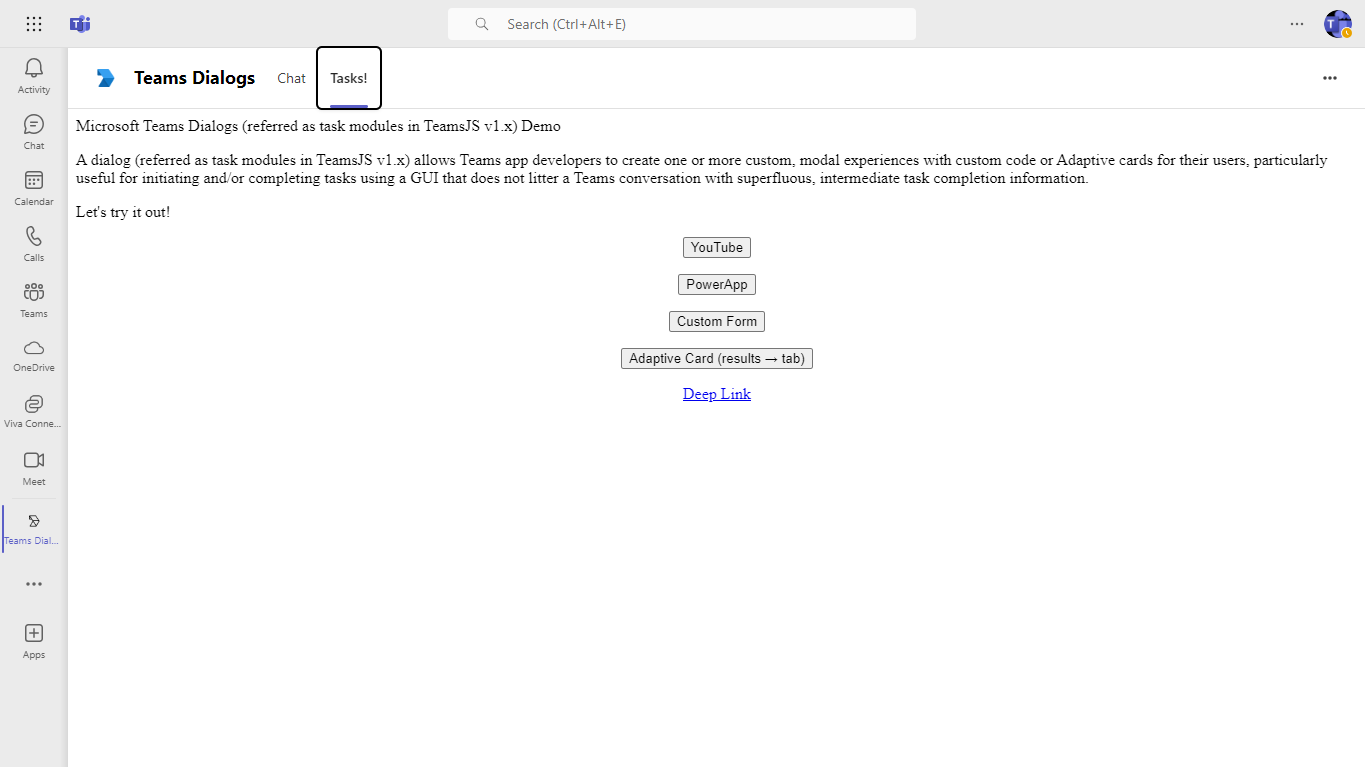 Search (Ctrl+Alt+E)
Activity
Chat
Calendar
Calls
Teams
OneDrive
Viva Conne...
Meet
Teams Dial...
Apps
Teams Dialogs Chat Tasks!
Microsoft Teams Dialogs (referred as task modules in TeamsJS v1.x) Demo
A dialog (referred as task modules in TeamsJS v1.x) allows Teams app developers to create one or more custom, modal experiences with custom code or Adaptive cards for their users, particularly
useful for initiating and/or completing tasks using a GUI that does not litter a Teams conversation with superfluous, intermediate task completion information.
Let's try it out!
YouTube
PowerApp
Custom Form
Adaptive Card (results → tab)
Deep Link